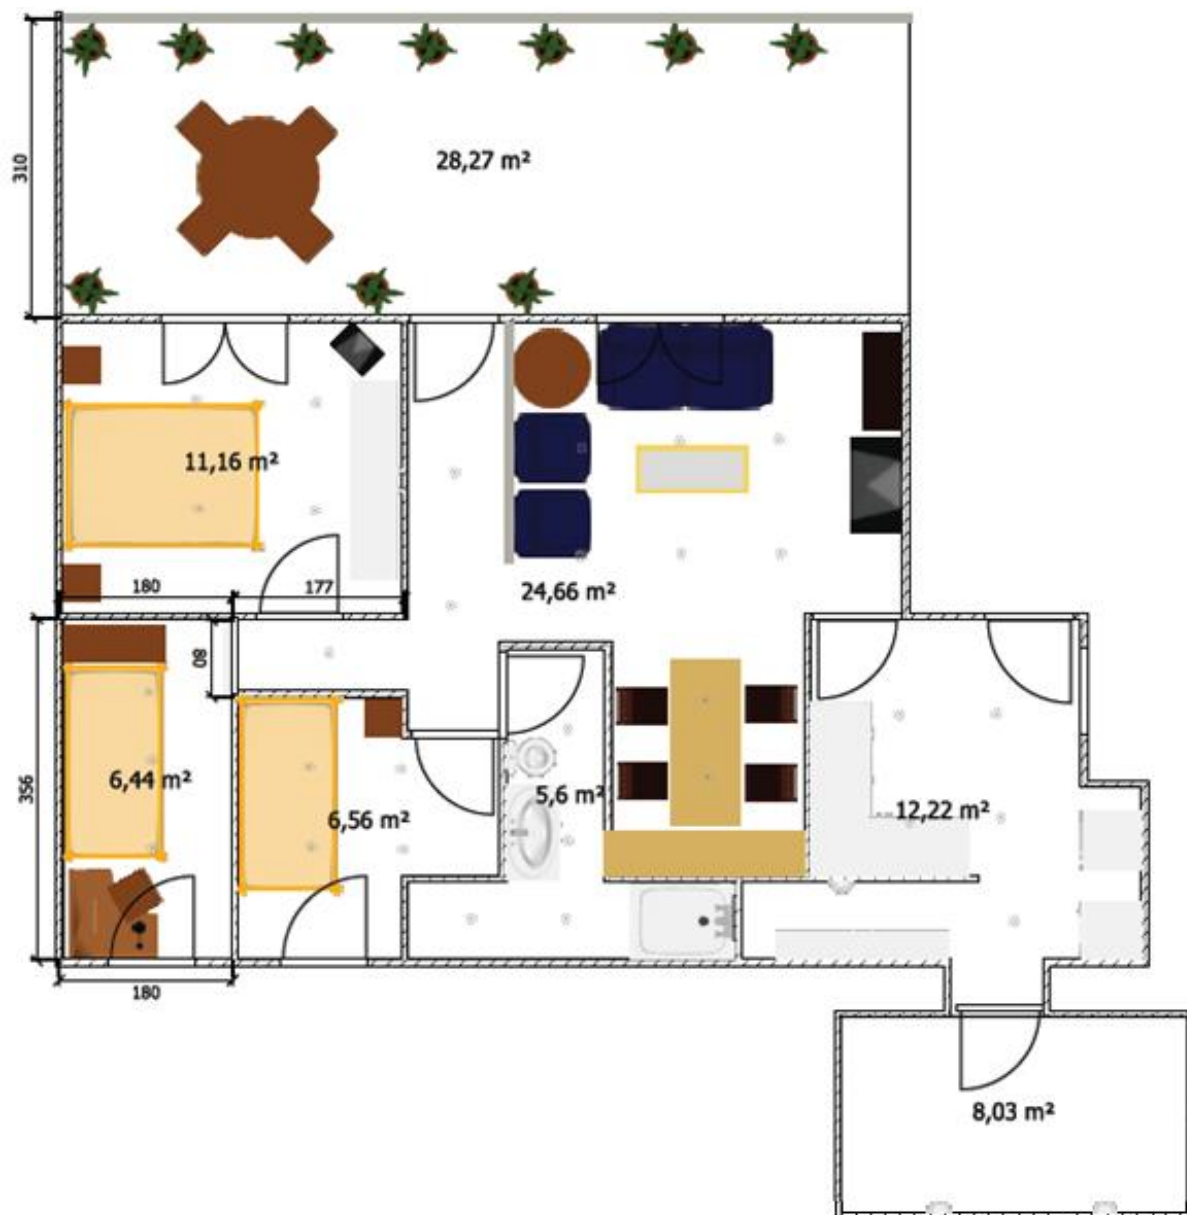 310
28,27 m²
11,16 m²
180
177
24,66 m²
80
356
6,44 m²
6,56 m²
5,6 m²
12,22 m²
180
8,03 m²